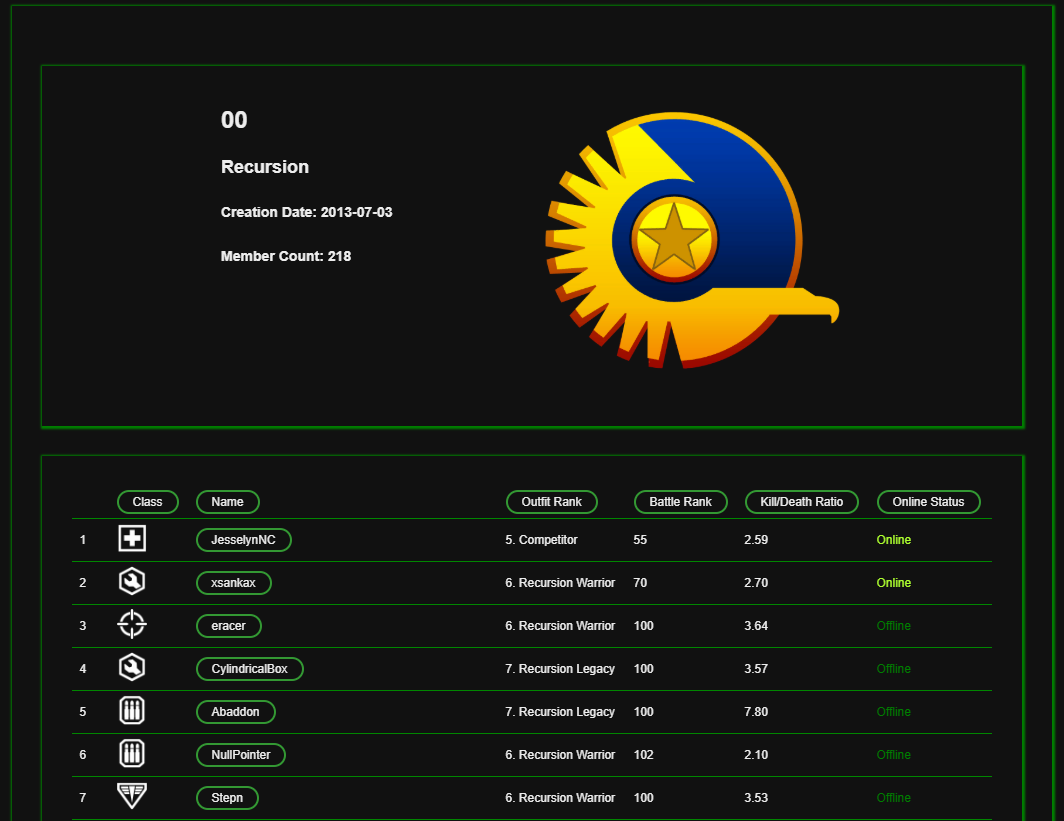 00
Recursion
Creation Date: 2013-07-03
Member Count: 218
Class Name Outfit Rank Battle Rank Kill/Death Ratio Online Status
1 JesselynNC 5. Competitor 55 2.59 Online
2 xsankax 6. Recursion Warrior 70 2.70 Online
3 eracer 6. Recursion Warrior 100 3.64 Offline
4 CylindricalBox 7. Recursion Legacy 100 3.57 Offline
5 Abaddon 7. Recursion Legacy 100 7.80 Offline
6 NullPointer 6. Recursion Warrior 102 2.10 Offline
7 Stepn 6. Recursion Warrior 100 3.53 Offline